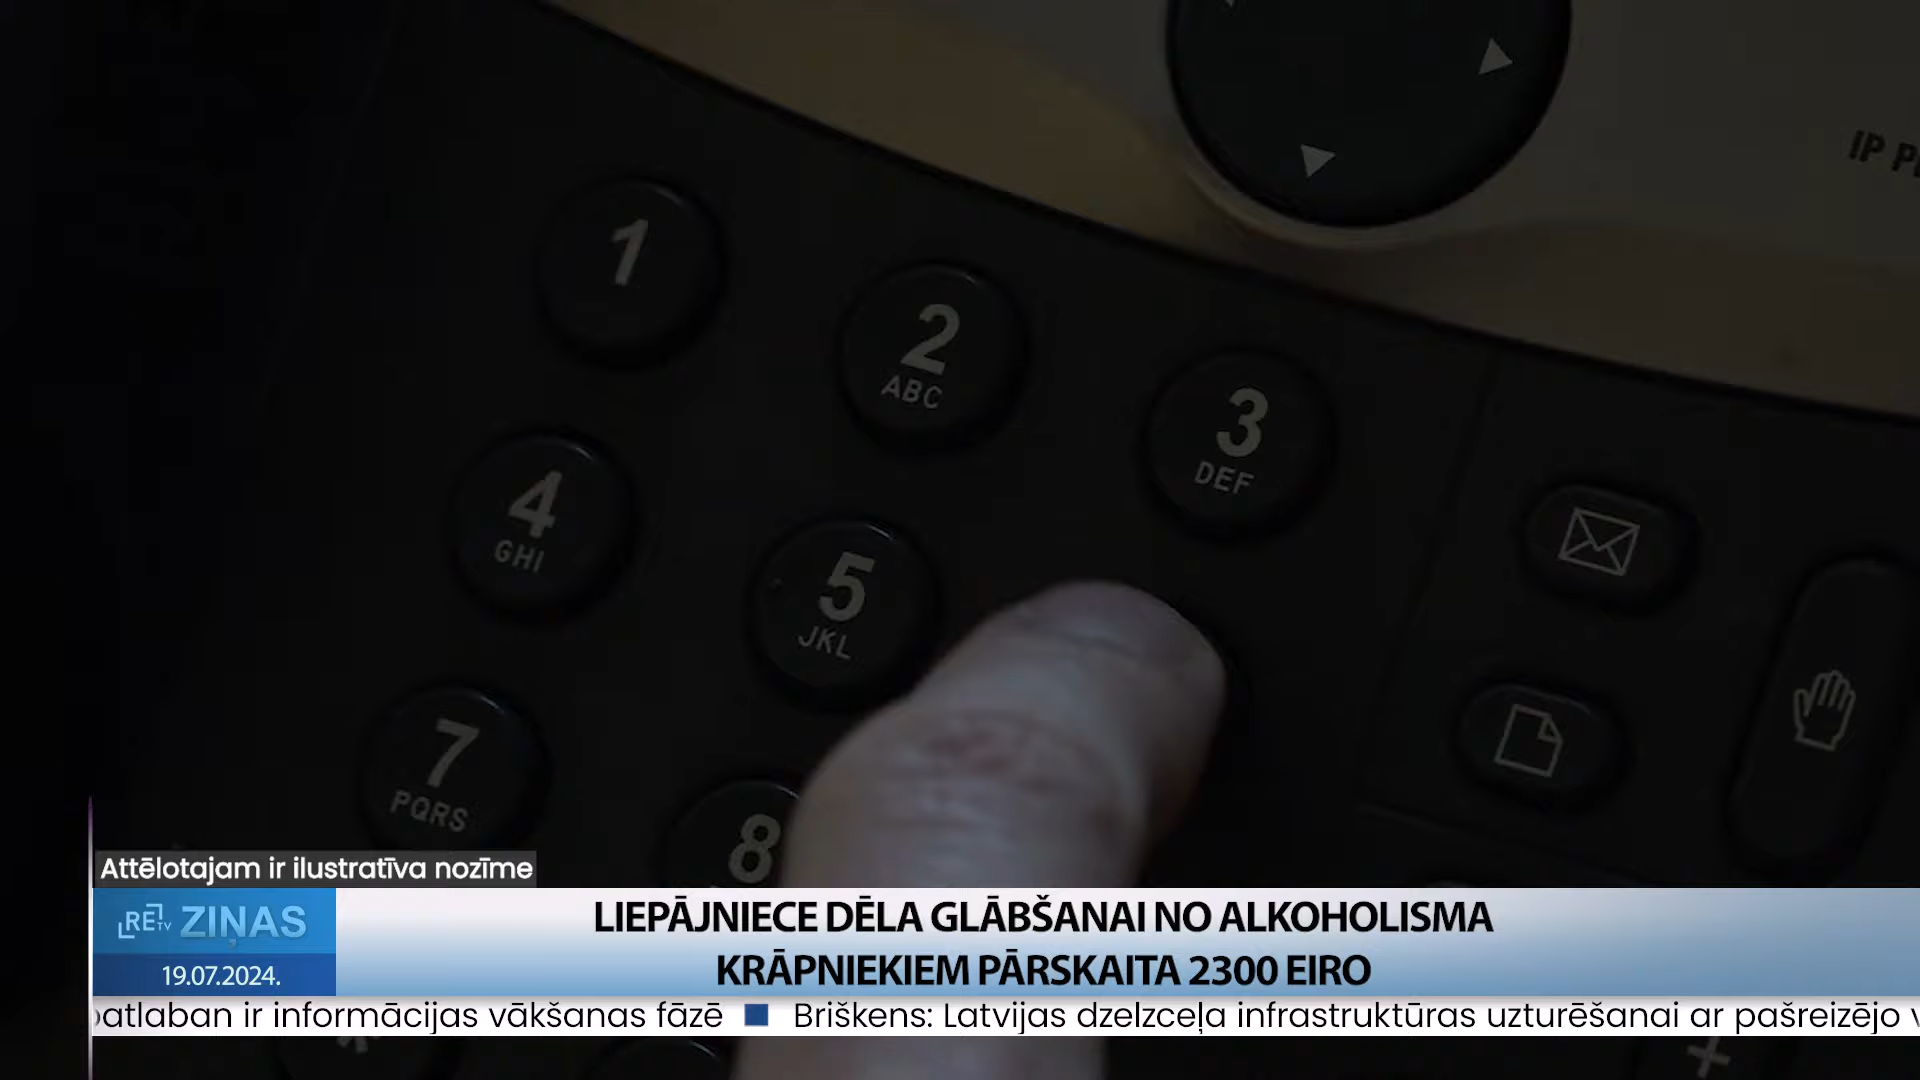 IP
1
2
ABC
3
DEF
4
GHI
5
JKL
7
PQRS
8
Attēlotajam ir ilustratīva nozīme
RE TV ZIŅAS
19.07.2024.
LIEPĀJNIECE DĒLA GLĀBŠANAI NO ALKOHOLISMA
KRĀPNIEKIEM PĀRSKAITA 2300 EIRO
atlaban ir informācijas vākšanas fāzē ■ Briškens: Latvijas dzelzceļa infrastruktūras uzturēšanai ar pašreizējo
*
+